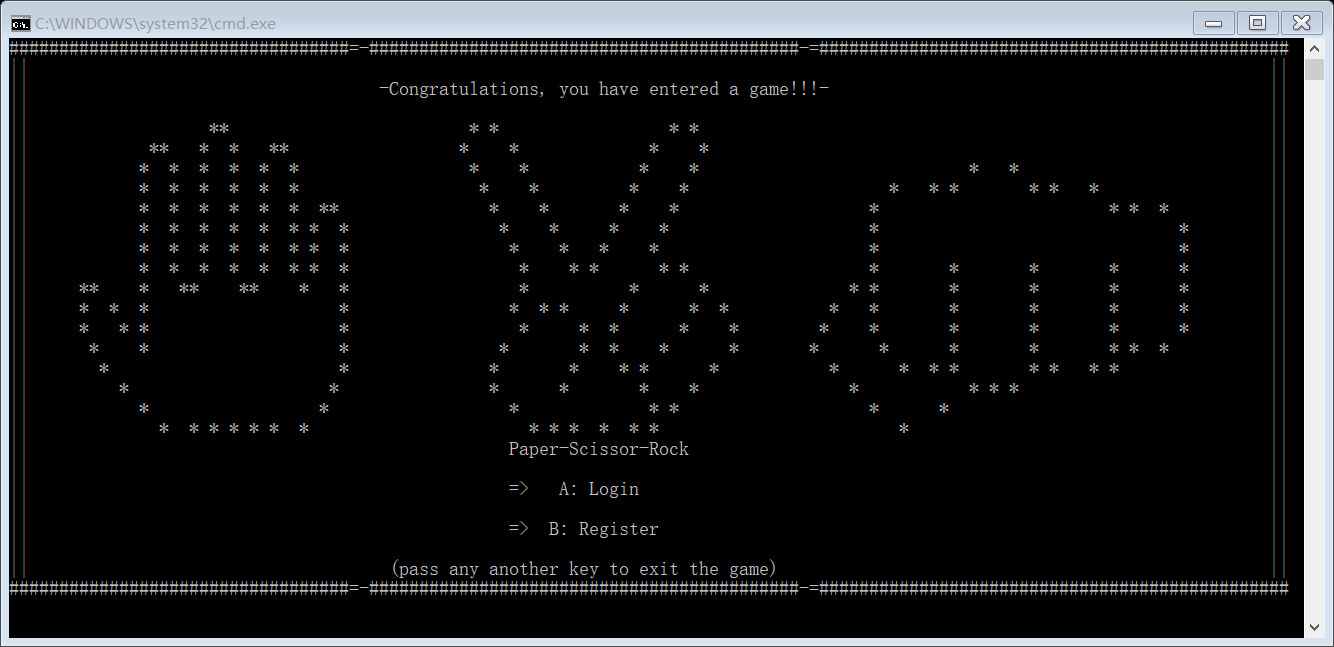 C:\WINDOWS\system32\cmd.exe
-Congratulations, you have entered a game!!!-
Paper-Scissor-Rock
=>   A: Login
=>  B: Register
(pass any another key to exit the game)